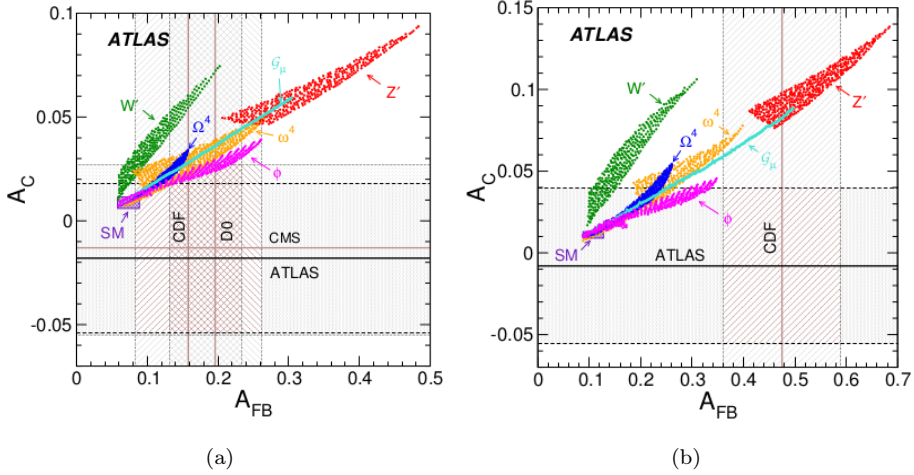 0.1
0.05
0
-0.05
A_C
ATLAS
W′
Ω⁴
𝒢_μ
Z′
ω⁴
ϕ
SM
CDF
D0
CMS
ATLAS
0 0.1 0.2 0.3 0.4 0.5
A_FB
(a)
0.15
0.10
0.05
0
-0.05
A_C
ATLAS
W′
Z′
ω⁴
Ω⁴
𝒢_μ
ϕ
SM
ATLAS
CDF
0 0.1 0.2 0.3 0.4 0.5 0.6 0.7
A_FB
(b)